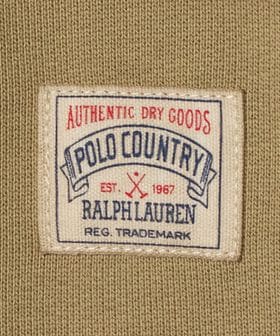 AUTHENTIC DRY GOODS
POLO COUNTRY
EST. 1967
RALPH LAUREN
REG. TRADEMARK